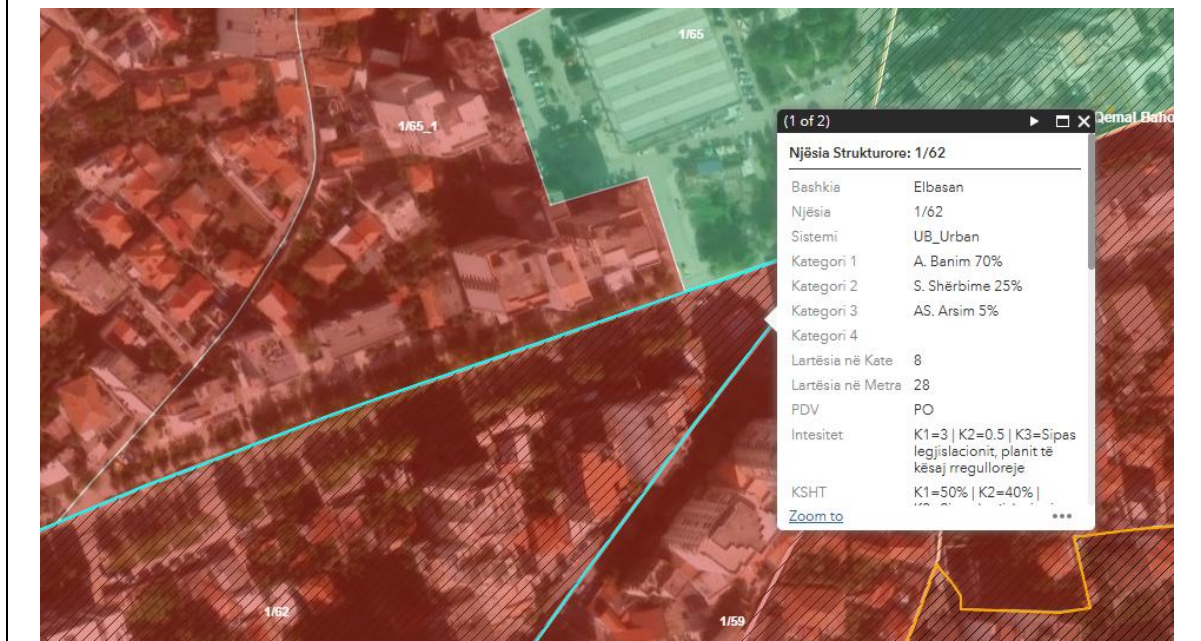 1/65
1/65_1
Qemal
(1 of 2)
Njësia Strukturore: 1/62
Bashkia Elbasan
Njësia 1/62
Sistemi UB_Urban
Kategori 1 A. Banim 70%
Kategori 2 S. Shërbime 25%
Kategori 3 AS. Arsim 5%
Kategori 4
Lartësia në Kate 8
Lartësia në Metra 28
PDV PO
Intesitet K1=3 | K2=0.5 | K3=Sipas
legjislacionit, planit të
kësaj rregulloreje
KSHT K1=50% | K2=40% |
Zoom to
1/62
1/59